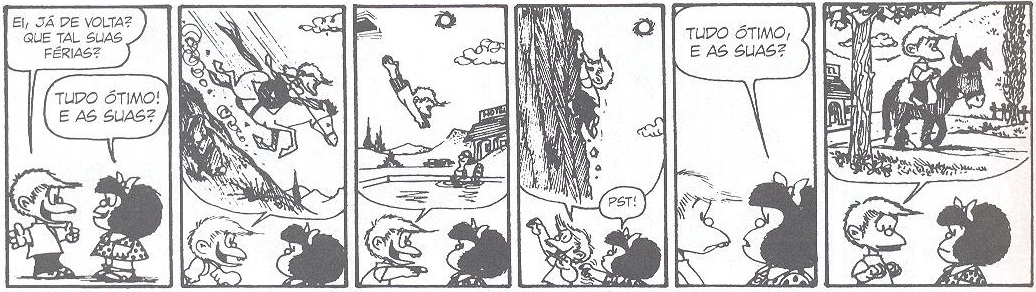 EI, JÁ DE VOLTA?
QUE TAL SUAS
FÉRIAS?
TUDO ÓTIMO!
E AS SUAS?
HOTEL
PST!
TUDO ÓTIMO,
E AS SUAS?